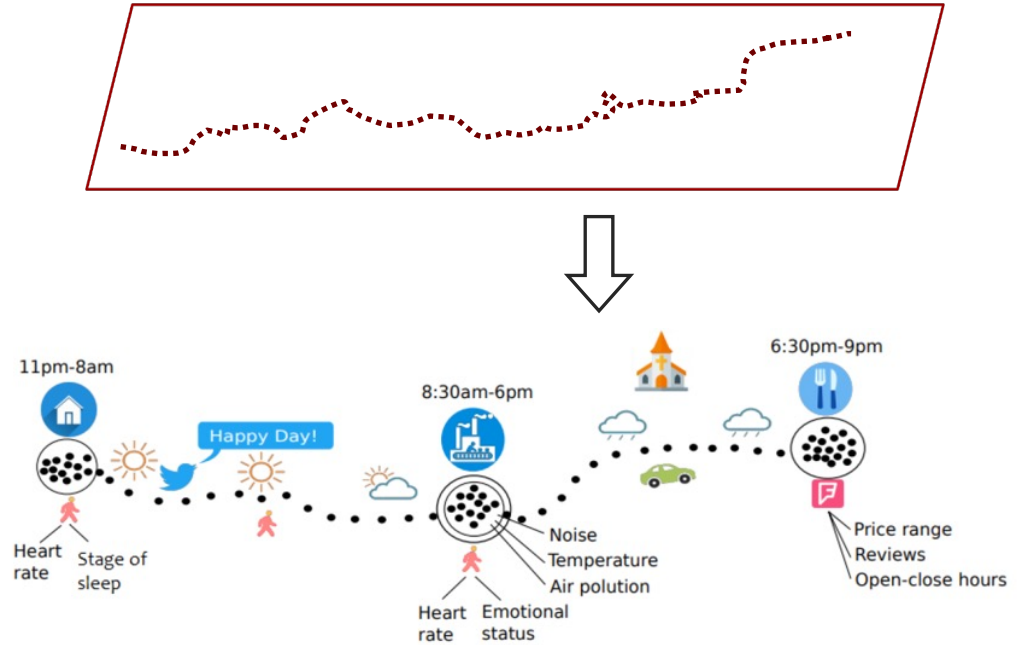 11pm-8am
8:30am-6pm
6:30pm-9pm
Happy Day!
Heart
rate
Stage of
sleep
Noise
Temperature
Air polution
Heart
rate
Emotional
status
Price range
Reviews
Open-close hours